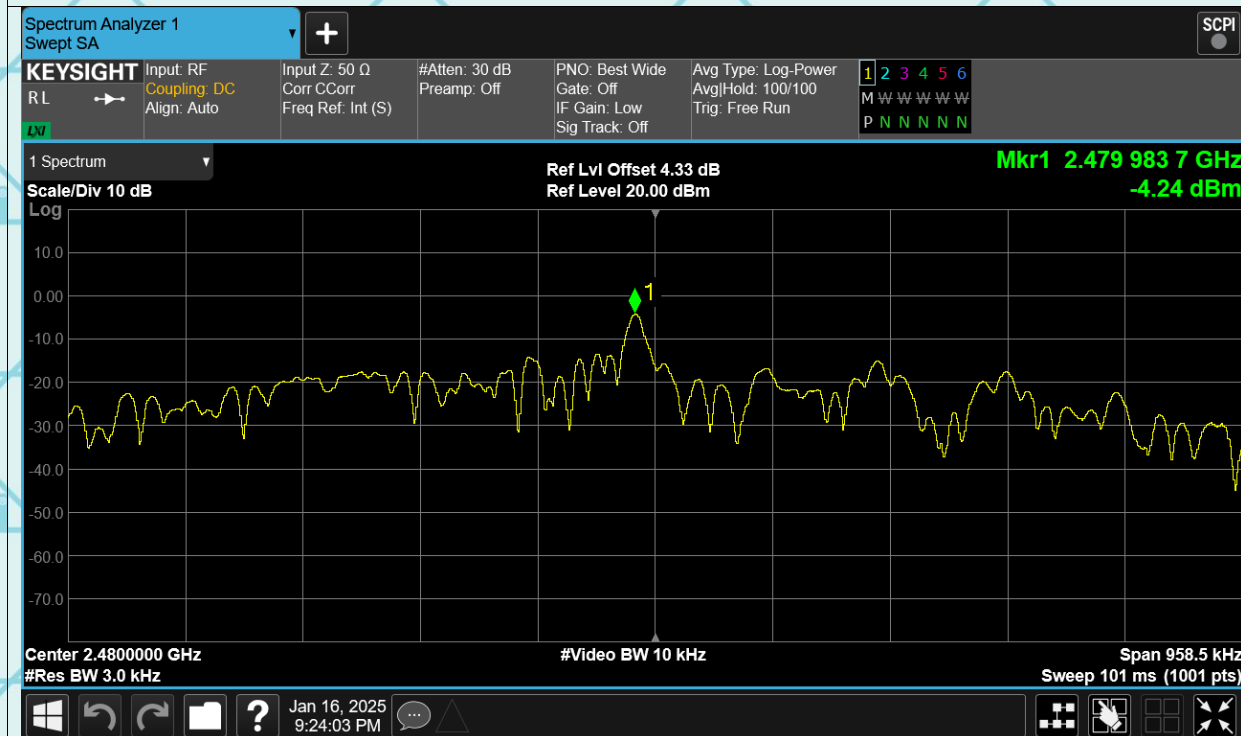 Spectrum Analyzer 1
Swept SA
▼
+
SCPI
KEYSIGHT
RL
LXI
Input: RF
Coupling: DC
Align: Auto
Input Z: 50 Ω
Corr CCorr
Freq Ref: Int (S)
#Atten: 30 dB
Preamp: Off
PNO: Best Wide
Gate: Off
IF Gain: Low
Sig Track: Off
Avg Type: Log-Power
Avg|Hold: 100/100
Trig: Free Run
1 2 3 4 5 6
M W W W W W
P N N N N N
1 Spectrum ▼
Scale/Div 10 dB
Log
Ref Lvl Offset 4.33 dB
Ref Level 20.00 dBm
Mkr1 2.479 983 7 GHz
-4.24 dBm
10.0
0.00
-10.0
-20.0
-30.0
-40.0
-50.0
-60.0
-70.0
1
Center 2.4800000 GHz
#Res BW 3.0 kHz
#Video BW 10 kHz
Span 958.5 kHz
Sweep 101 ms (1001 pts)
?
Jan 16, 2025
9:24:03 PM